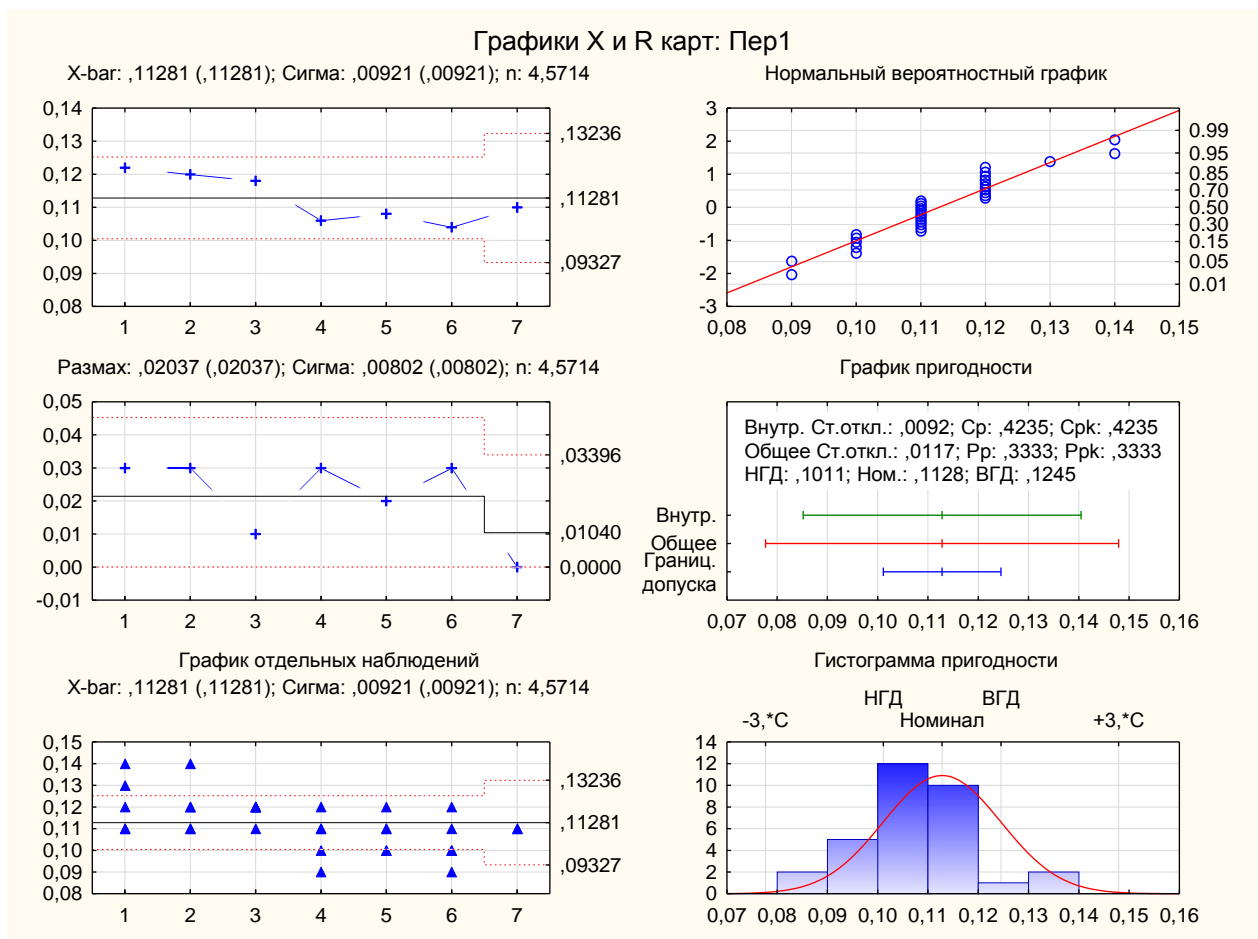 Графики X и R карт: Пер1
X-bar: ,11281 (,11281); Сигма: ,00921 (,00921); n: 4,5714
0,14
0,13
0,12
0,11
0,10
0,09
0,08
,13236
,11281
,09327
1 2 3 4 5 6 7
Нормальный вероятностный график
3
2
1
0
-1
-2
-3
0.99
0.95
0.85
0.70
0.50
0.30
0.15
0.05
0.01
0,08 0,09 0,10 0,11 0,12 0,13 0,14 0,15
Размах: ,02037 (,02037); Сигма: ,00802 (,00802); n: 4,5714
0,05
0,04
0,03
0,02
0,01
0,00
-0,01
,03396
,01040
0,0000
1 2 3 4 5 6 7
График пригодности
Внутр. Ст.откл.: ,0092; Cp: ,4235; Cpk: ,4235
Общее Ст.откл.: ,0117; Pp: ,3333; Ppk: ,3333
НГД: ,1011; Ном.: ,1128; ВГД: ,1245
Внутр.
Общее
Границ.
допуска
0,07 0,08 0,09 0,10 0,11 0,12 0,13 0,14 0,15 0,16
График отдельных наблюдений
X-bar: ,11281 (,11281); Сигма: ,00921 (,00921); n: 4,5714
0,15
0,14
0,13
0,12
0,11
0,10
0,09
0,08
,13236
,11281
,09327
1 2 3 4 5 6 7
Гистограмма пригодности
НГД ВГД
-3,*С Номинал +3,*С
14
12
10
8
6
4
2
0
0,07 0,08 0,09 0,10 0,11 0,12 0,13 0,14 0,15 0,16